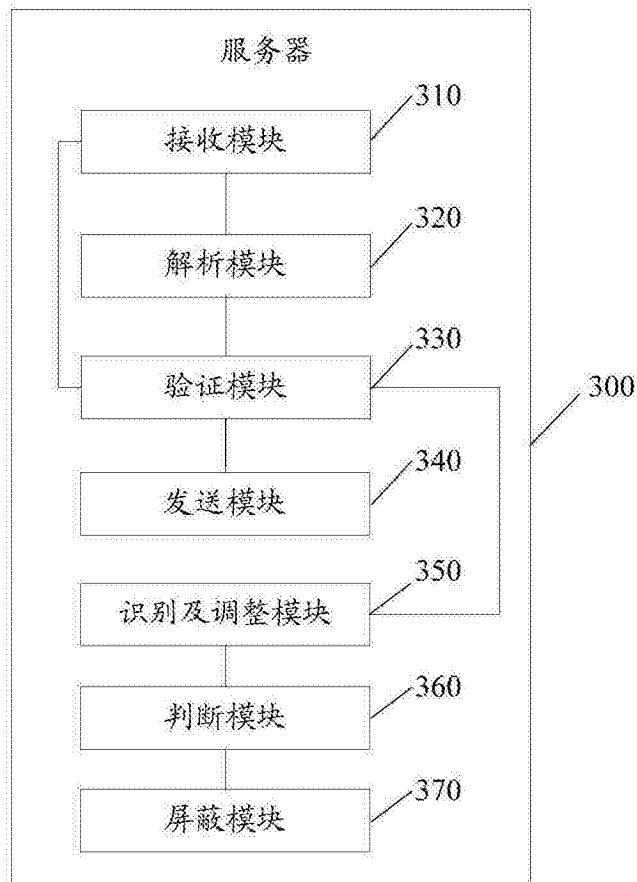 服务器
310
接收模块
320
解析模块
330
验证模块
300
340
发送模块
350
识别及调整模块
360
判断模块
370
屏蔽模块